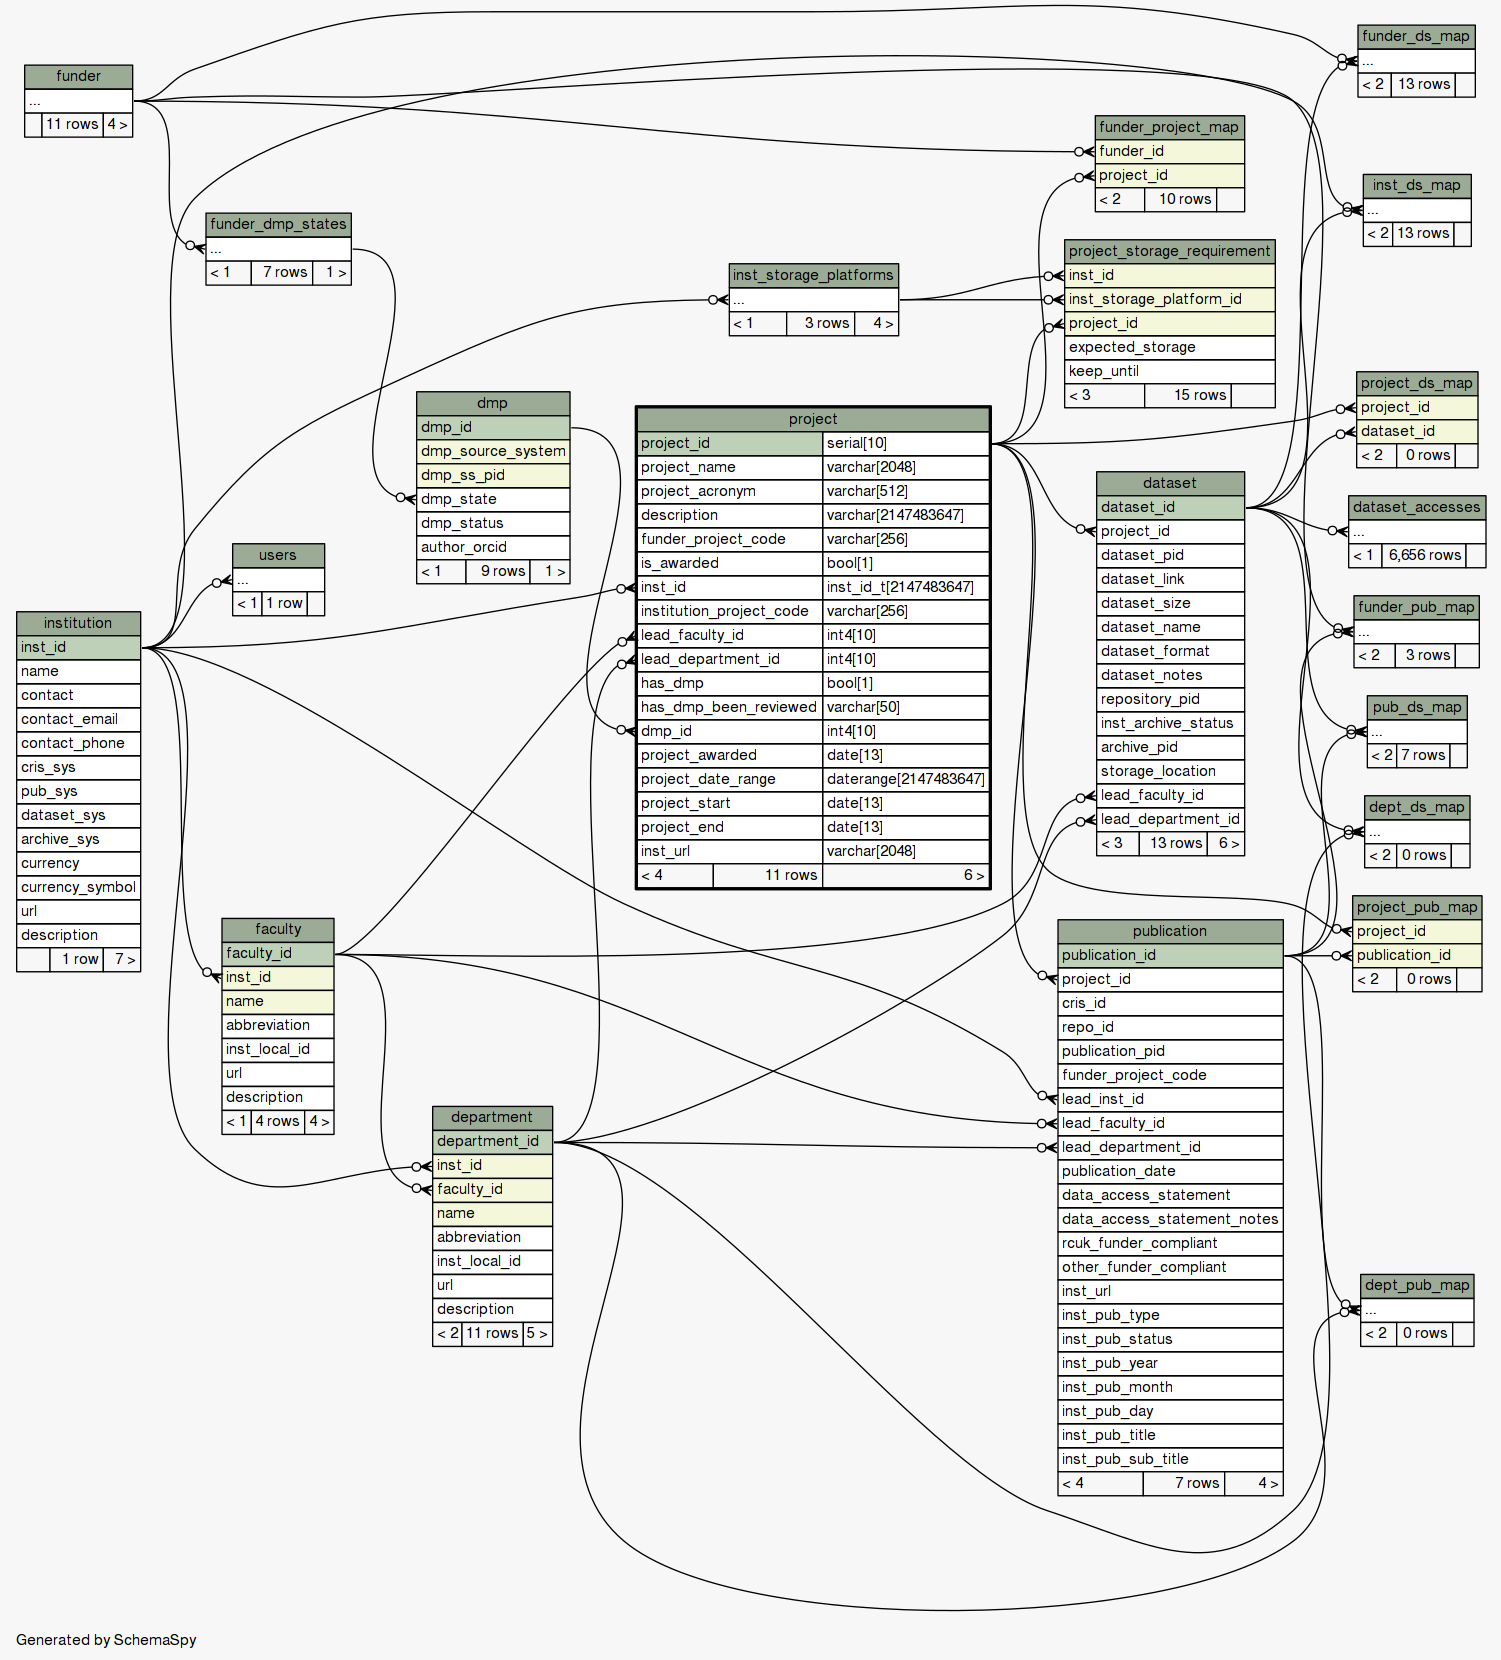 funder
...
11 rows 4 >
funder_ds_map
...
< 2 13 rows
funder_project_map
funder_id
project_id
< 2 10 rows
inst_ds_map
...
< 2 13 rows
funder_dmp_states
...
< 1 7 rows 1 >
inst_storage_platforms
...
< 1 3 rows 4 >
project_storage_requirement
inst_id
inst_storage_platform_id
project_id
expected_storage
keep_until
< 3 15 rows
project_ds_map
project_id
dataset_id
< 2 0 rows
dmp
dmp_id
dmp_source_system
dmp_ss_pid
dmp_state
dmp_status
author_orcid
< 1 9 rows 1 >
project
project_id serial[10]
project_name varchar[2048]
project_acronym varchar[512]
description varchar[2147483647]
funder_project_code varchar[256]
is_awarded bool[1]
inst_id inst_id_t[2147483647]
institution_project_code varchar[256]
lead_faculty_id int4[10]
lead_department_id int4[10]
has_dmp bool[1]
has_dmp_been_reviewed varchar[50]
dmp_id int4[10]
project_awarded date[13]
project_date_range daterange[2147483647]
project_start date[13]
project_end date[13]
inst_url varchar[2048]
< 4 11 rows 6 >
dataset
dataset_id
project_id
dataset_pid
dataset_link
dataset_size
dataset_name
dataset_format
dataset_notes
repository_pid
inst_archive_status
archive_pid
storage_location
lead_faculty_id
lead_department_id
< 3 13 rows 6 >
dataset_accesses
...
< 1 6,656 rows
users
...
< 1 1 row
funder_pub_map
...
< 2 3 rows
institution
inst_id
name
contact
contact_email
contact_phone
cris_sys
pub_sys
dataset_sys
archive_sys
currency
currency_symbol
url
description
1 row 7 >
pub_ds_map
...
< 2 7 rows
dept_ds_map
...
< 2 0 rows
project_pub_map
project_id
publication_id
< 2 0 rows
faculty
faculty_id
inst_id
name
abbreviation
inst_local_id
url
description
< 1 4 rows 4 >
publication
publication_id
project_id
cris_id
repo_id
publication_pid
funder_project_code
lead_inst_id
lead_faculty_id
lead_department_id
publication_date
data_access_statement
data_access_statement_notes
rcuk_funder_compliant
other_funder_compliant
inst_url
inst_pub_type
inst_pub_status
inst_pub_year
inst_pub_month
inst_pub_day
inst_pub_title
inst_pub_sub_title
< 4 7 rows 4 >
department
department_id
inst_id
faculty_id
name
abbreviation
inst_local_id
url
description
< 2 11 rows 5 >
dept_pub_map
...
< 2 0 rows
Generated by SchemaSpy